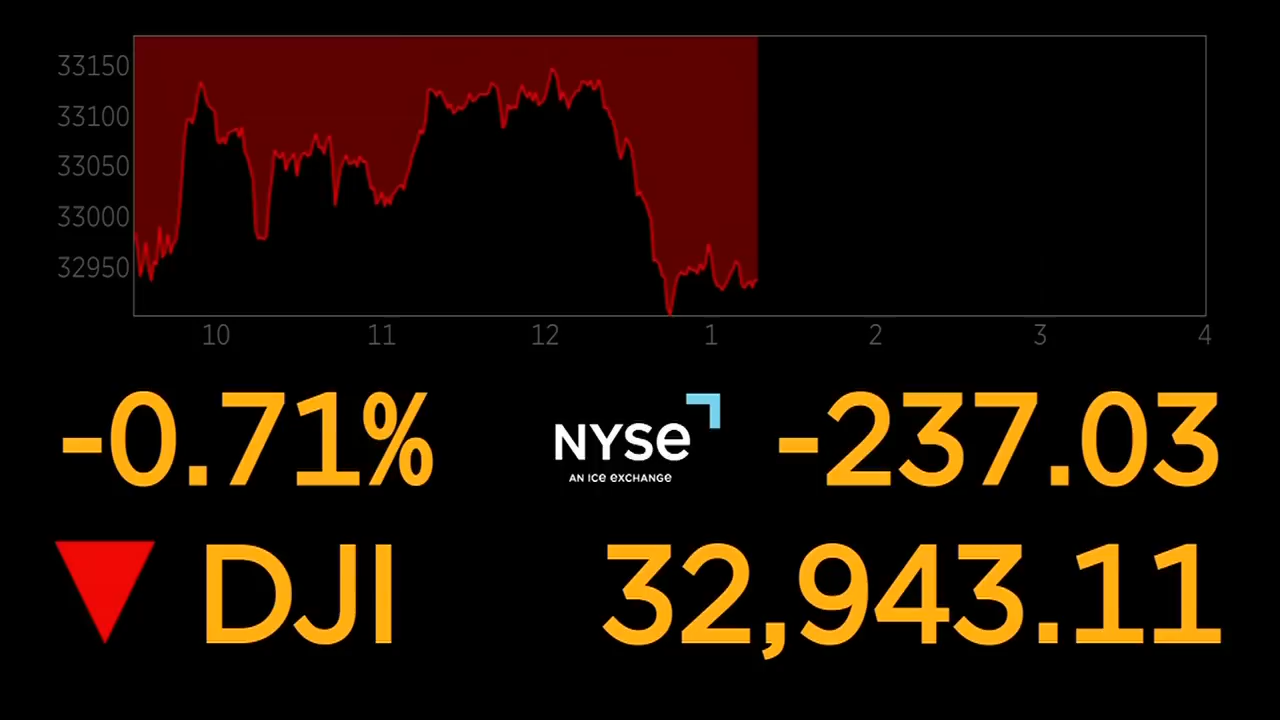 33150
33100
33050
33000
32950
10 11 12 1 2 3 4
-0.71% NYSE -237.03
AN ICE EXCHANGE
DJI 32,943.11